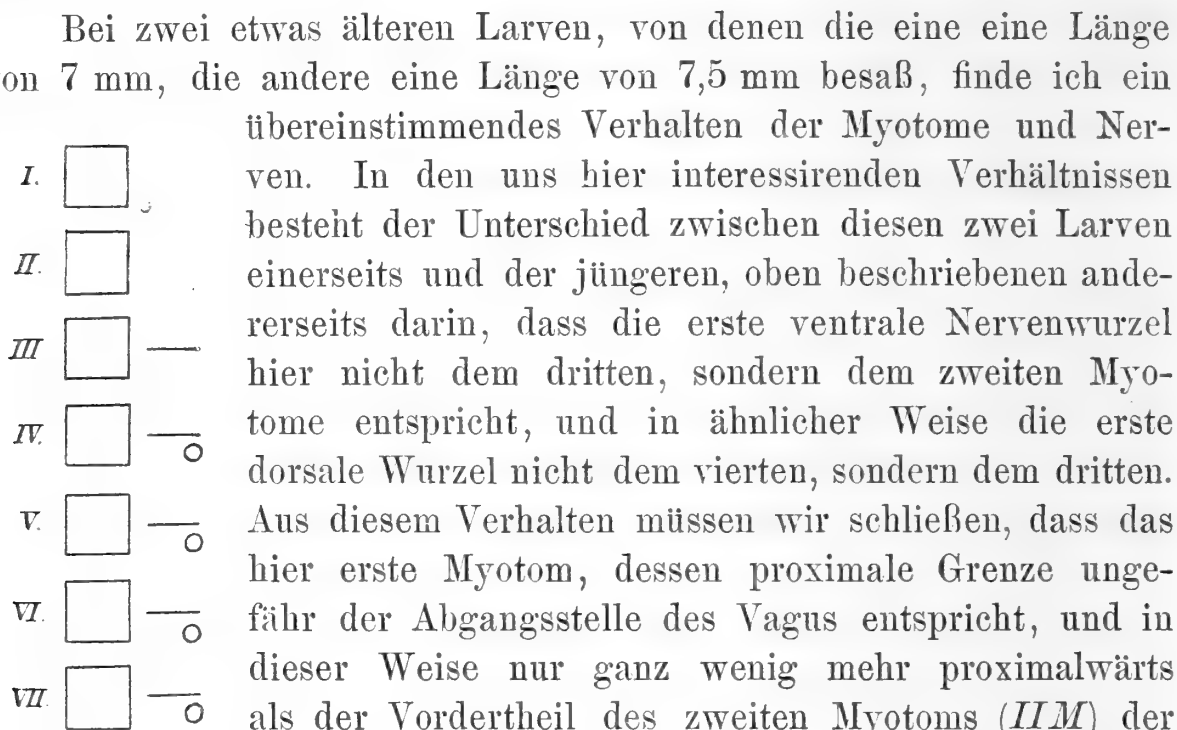 Bei zwei etwas älteren Larven, von denen die eine eine Länge
on 7 mm, die andere eine Länge von 7,5 mm besaß, finde ich ein
übereinstimmendes Verhalten der Myotome und Ner-
ven. In den uns hier interessirenden Verhältnissen
besteht der Unterschied zwischen diesen zwei Larven
einerseits und der jüngeren, oben beschriebenen ande-
rerseits darin, dass die erste ventrale Nervenwurzel
hier nicht dem dritten, sondern dem zweiten Myo-
tome entspricht, und in ähnlicher Weise die erste
dorsale Wurzel nicht dem vierten, sondern dem dritten.
Aus diesem Verhalten müssen wir schließen, dass das
hier erste Myotom, dessen proximale Grenze unge-
fähr der Abgangsstelle des Vagus entspricht, und in
dieser Weise nur ganz wenig mehr proximalwärts
als der Vordertheil des zweiten Myotoms (IIM) der
I.
II.
III
IV.
V.
VI.
VII.